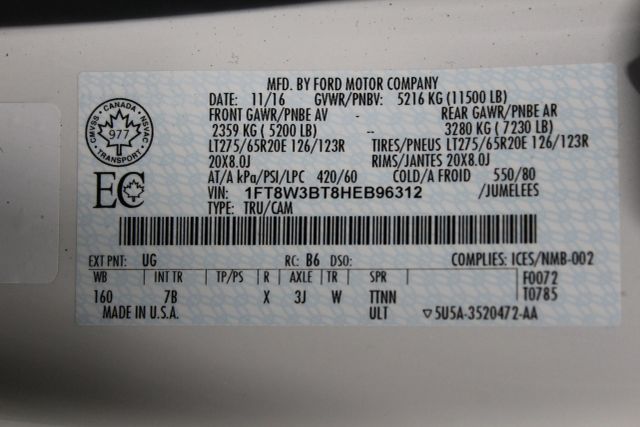 MFD. BY FORD MOTOR COMPANY
DATE: 11/16 GVWR/PNBV: 5216 KG (11500 LB)
FRONT GAWR/PNBE AV - REAR GAWR/PNBE AR
2359 KG ( 5200 LB) -- 3280 KG ( 7230 LB)
LT275/65R20E 126/123R TIRES/PNEUS LT275/65R20E 126/123R
20X8.0J RIMS/JANTES 20X8.0J
AT/A kPa/PSI/LPC 420/60 COLD/A FROID 550/80
VIN: 1FT8W3BT8HEB96312 /JUMELEES
TYPE: TRU/CAM
CANADA
CMVSS NSVAC
977
TRANSPORT
EC
EXT PNT: UG RC: B6 DSO: COMPLIES: ICES/NMB-002
WB INT TR TP/PS R AXLE TR SPR F0072
160 7B X 3J W TTNN T0785
MADE IN U.S.A. ULT ▽5U5A-3520472-AA